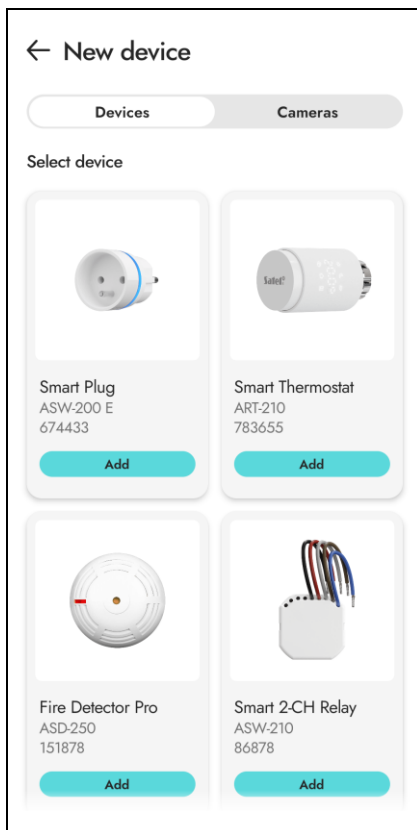 New device
Devices
Cameras
Select device
Satel
Smart Plug
ASW-200 E
674433
Add
Smart Thermostat
ART-210
783655
Add
Fire Detector Pro
ASD-250
151878
Add
Smart 2-CH Relay
ASW-210
86878
Add